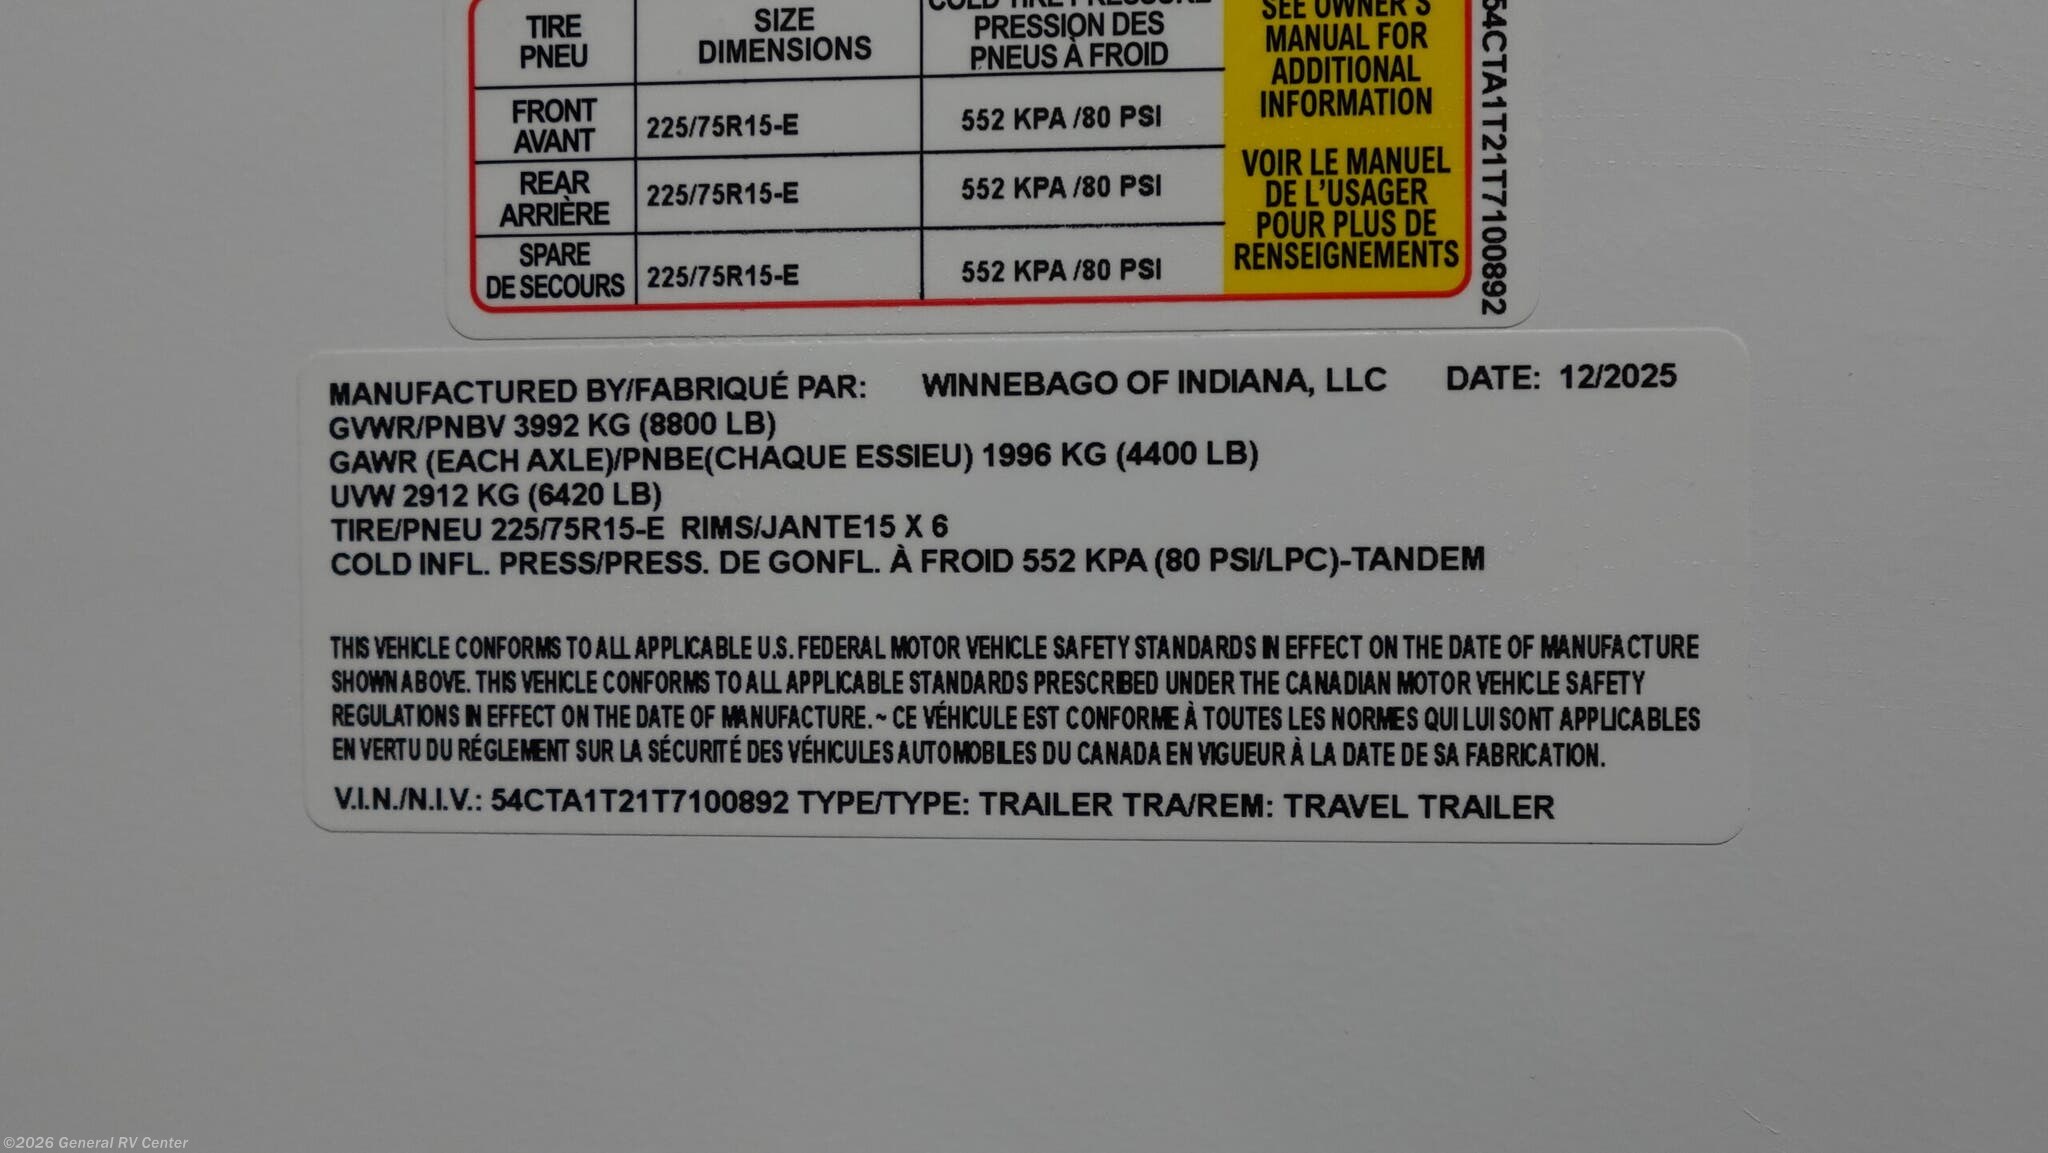 TIRE
PNEU
SIZE
DIMENSIONS
COLD TIRE PRESSURE
PRESSION DES
PNEUS À FROID
SEE OWNER'S
MANUAL FOR
ADDITIONAL
INFORMATION
FRONT
AVANT
225/75R15-E
552 KPA /80 PSI
REAR
ARRIÈRE
225/75R15-E
552 KPA /80 PSI
SPARE
DE SECOURS
225/75R15-E
552 KPA /80 PSI
VOIR LE MANUEL
DE L'USAGER
POUR PLUS DE
RENSEIGNEMENTS
54CTA1T21T7100892
MANUFACTURED BY/FABRIQUÉ PAR: WINNEBAGO OF INDIANA, LLC DATE: 12/2025
GVWR/PNBV 3992 KG (8800 LB)
GAWR (EACH AXLE)/PNBE(CHAQUE ESSIEU) 1996 KG (4400 LB)
UVW 2912 KG (6420 LB)
TIRE/PNEU 225/75R15-E RIMS/JANTE15 X 6
COLD INFL. PRESS/PRESS. DE GONFL. À FROID 552 KPA (80 PSI/LPC)-TANDEM
THIS VEHICLE CONFORMS TO ALL APPLICABLE U.S. FEDERAL MOTOR VEHICLE SAFETY STANDARDS IN EFFECT ON THE DATE OF MANUFACTURE
SHOWN ABOVE. THIS VEHICLE CONFORMS TO ALL APPLICABLE STANDARDS PRESCRIBED UNDER THE CANADIAN MOTOR VEHICLE SAFETY
REGULATIONS IN EFFECT ON THE DATE OF MANUFACTURE. ~ CE VÉHICULE EST CONFORME À TOUTES LES NORMES QUI LUI SONT APPLICABLES
EN VERTU DU RÉGLEMENT SUR LA SÉCURITÉ DES VÉHICULES AUTOMOBILES DU CANADA EN VIGUEUR À LA DATE DE SA FABRICATION.
V.I.N./N.I.V.: 54CTA1T21T7100892 TYPE/TYPE: TRAILER TRA/REM: TRAVEL TRAILER
©2026 General RV Center